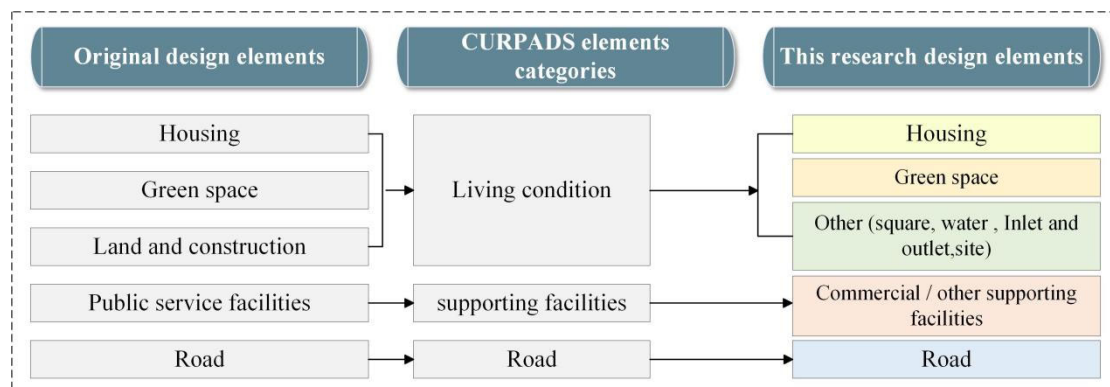 Original design elements
CURPADS elements
categories
This research design elements
Housing
Green space
Land and construction
Public service facilities
Road
Living condition
supporting facilities
Road
Housing
Green space
Other (square, water , Inlet and
outlet,site)
Commercial / other supporting
facilities
Road